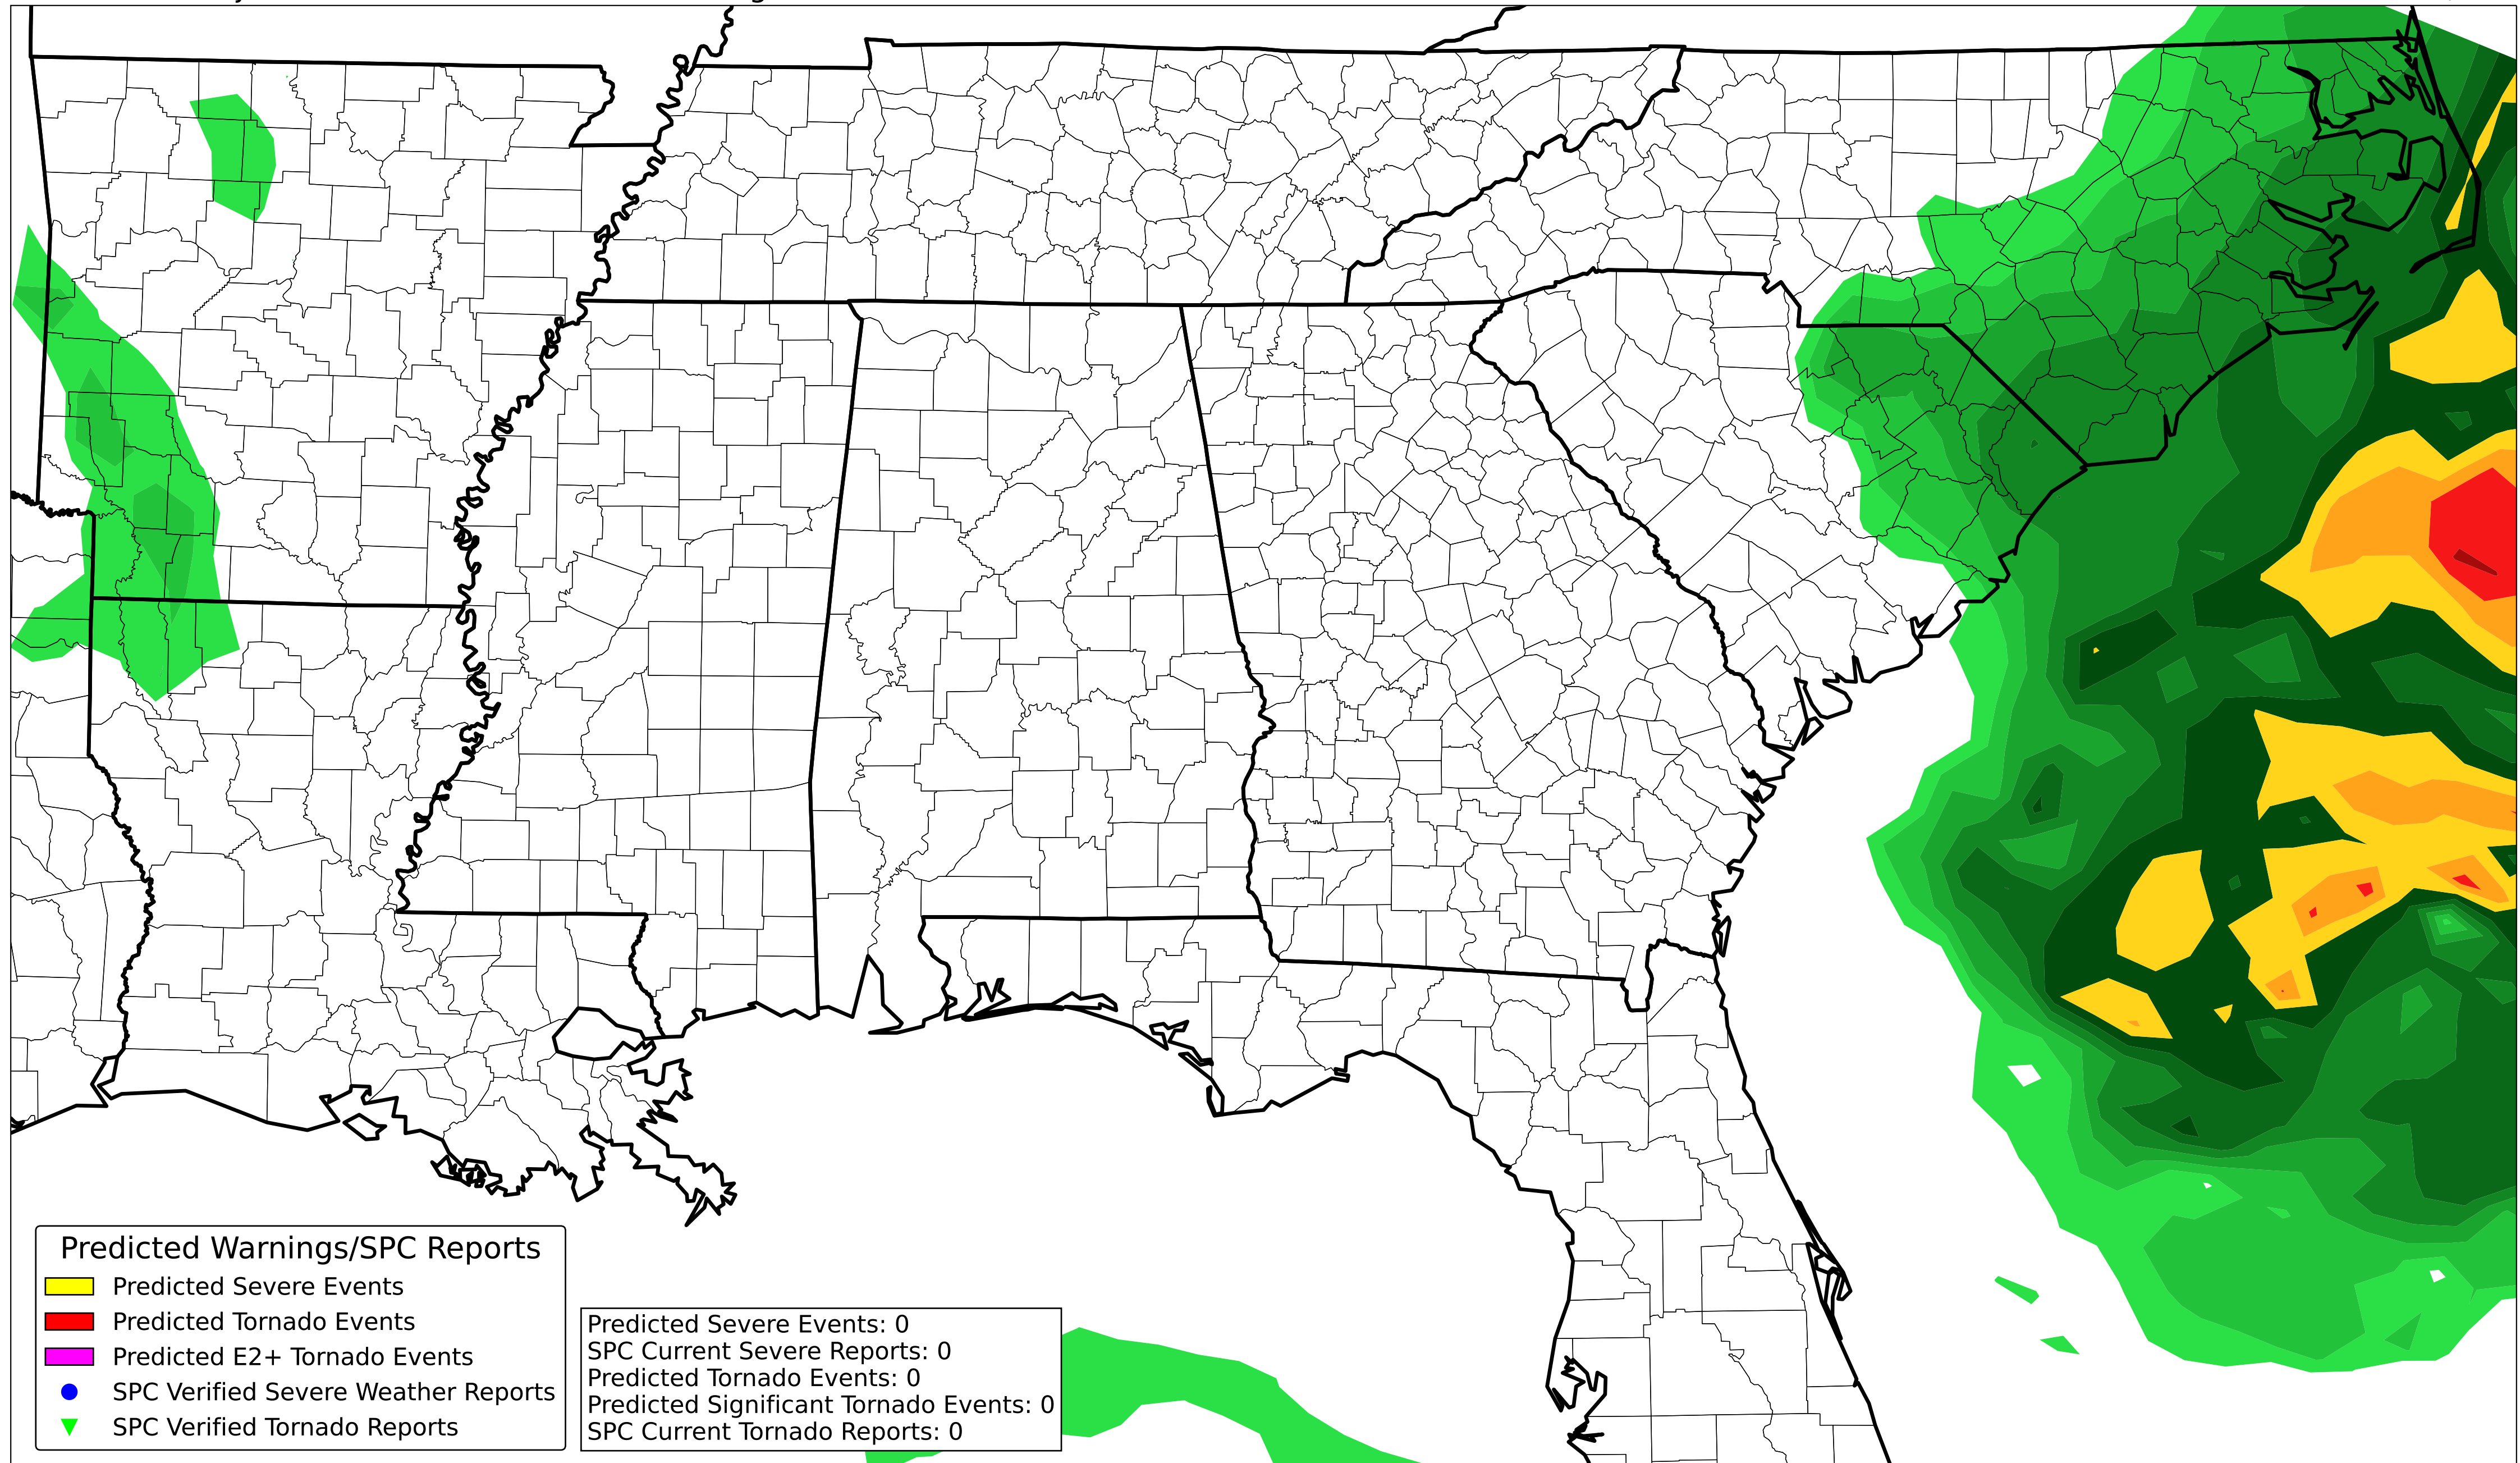 Predicted Warnings/SPC Reports
Predicted Severe Events
Predicted Tornado Events
Predicted E2+ Tornado Events
SPC Verified Severe Weather Reports
SPC Verified Tornado Reports
Predicted Severe Events: 0
SPC Current Severe Reports: 0
Predicted Tornado Events: 0
Predicted Significant Tornado Events: 0
SPC Current Tornado Reports: 0